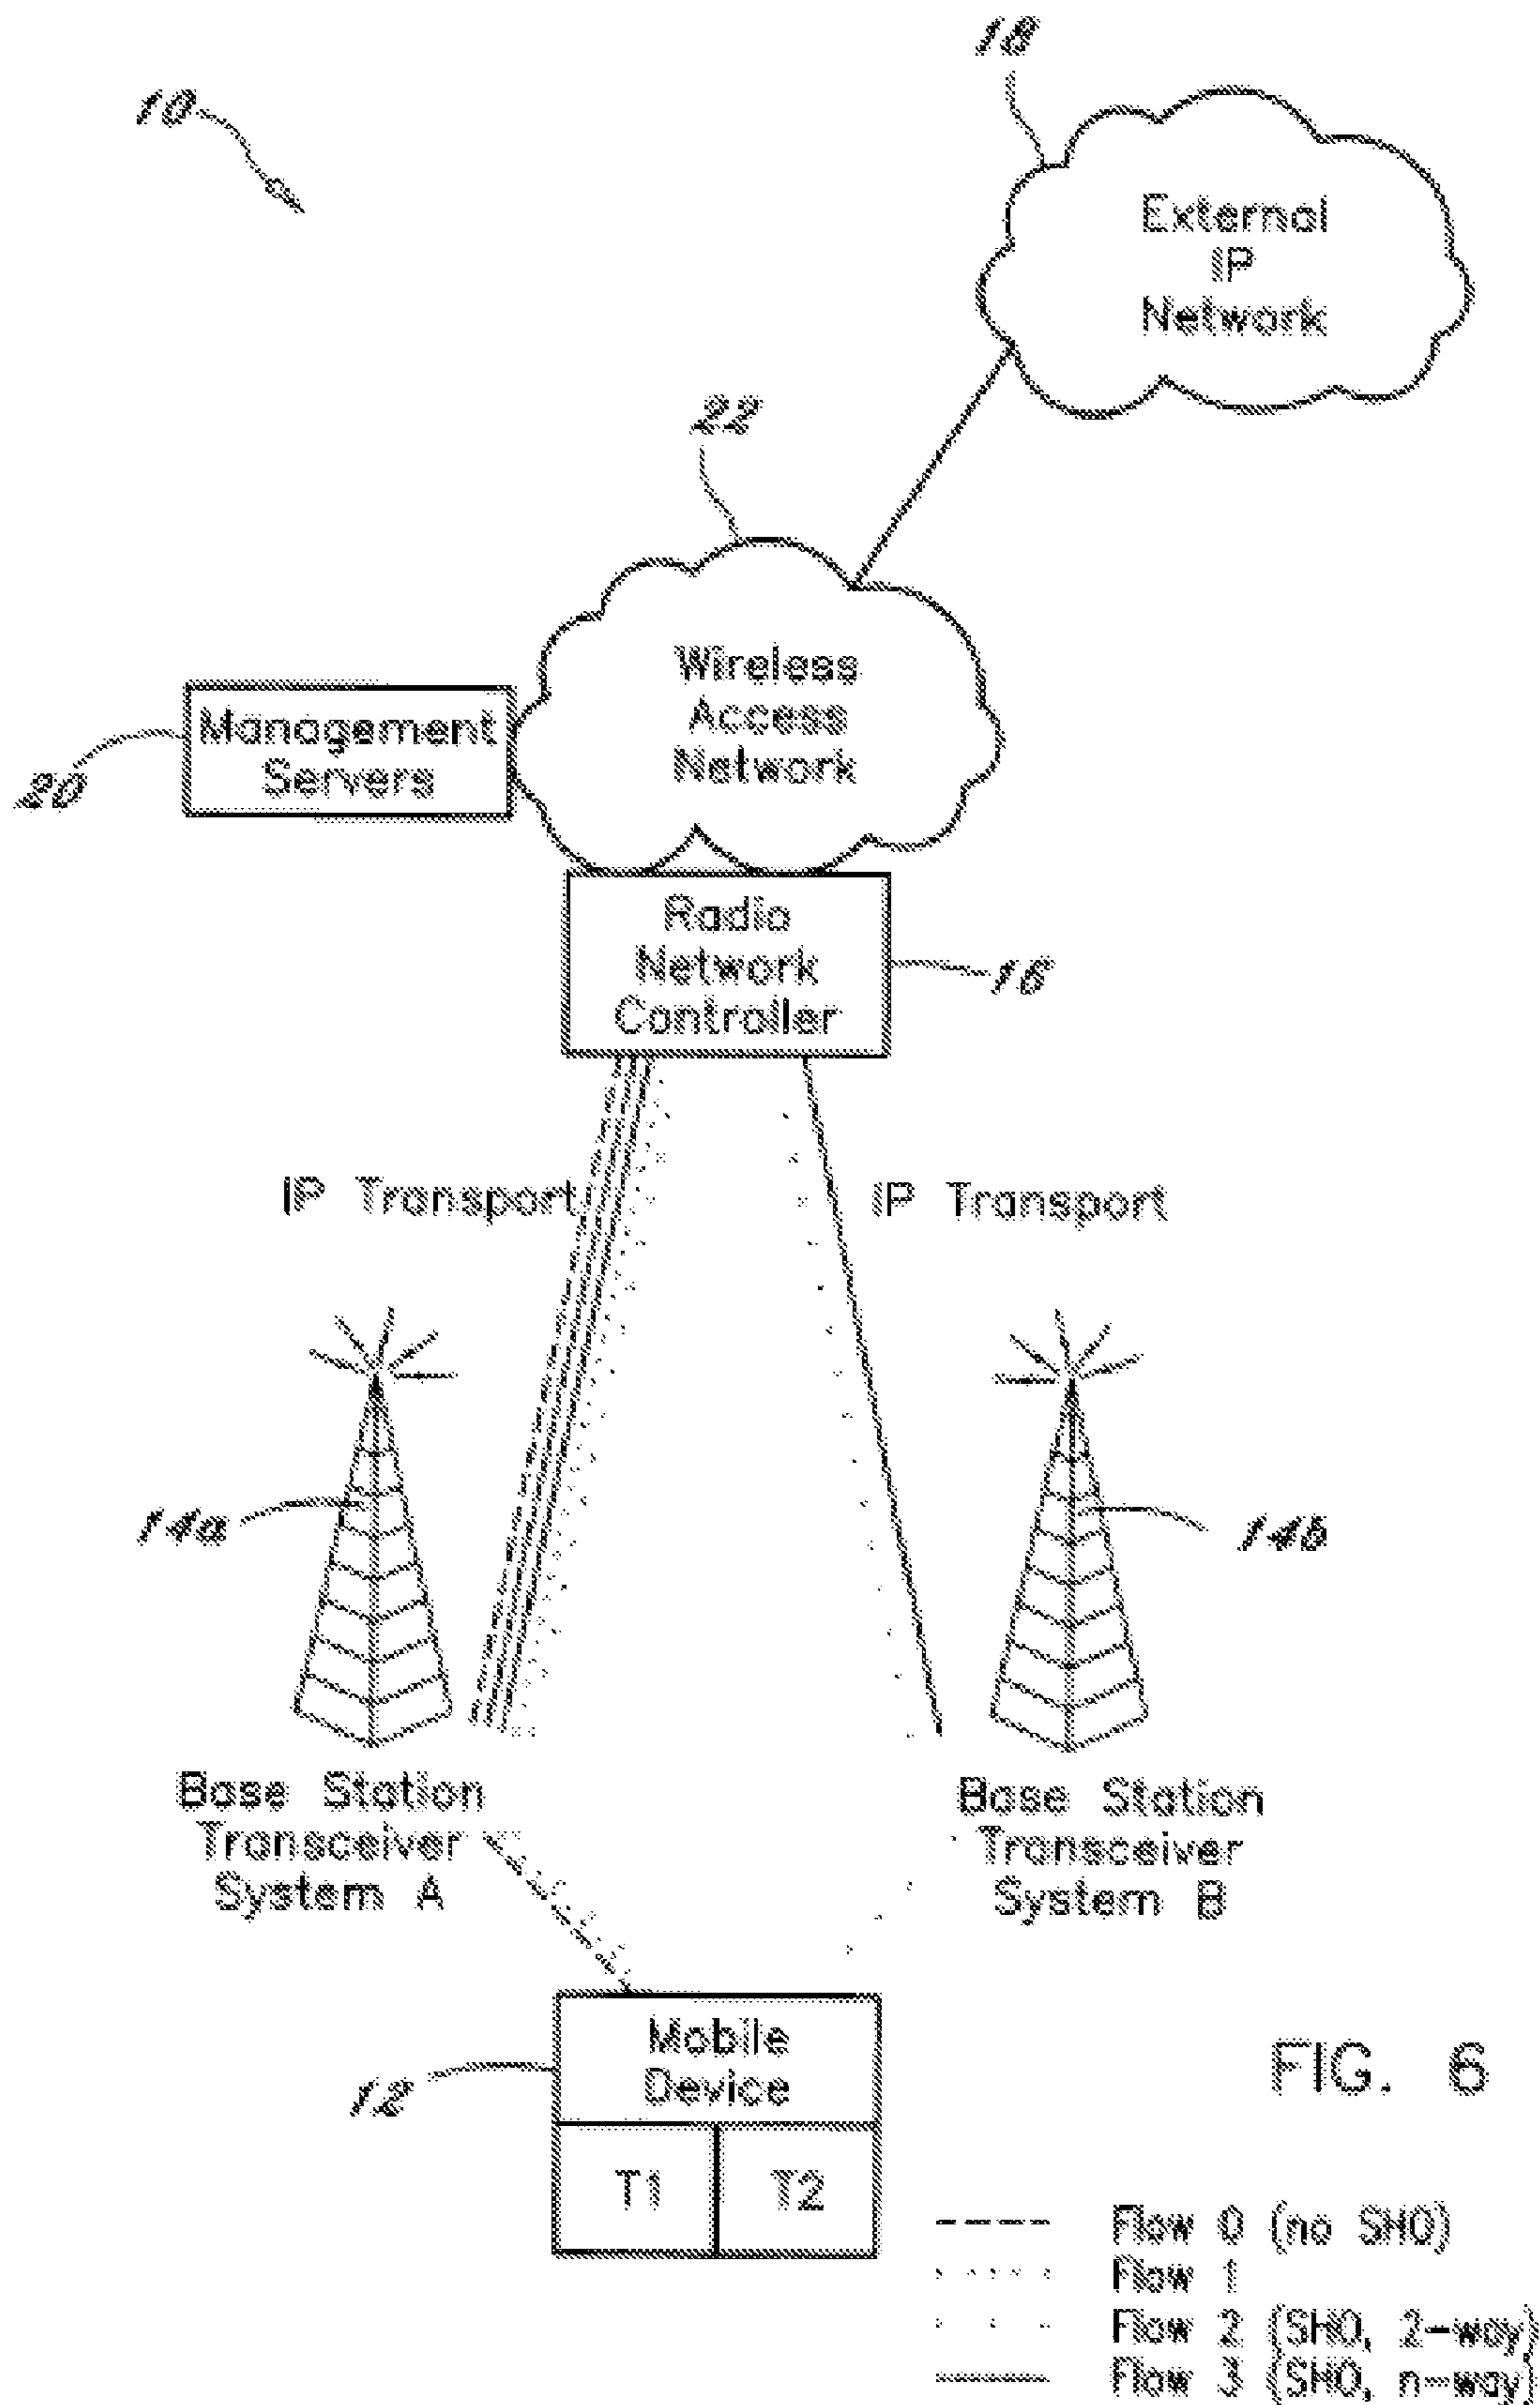 18
10
External
IP
Network
22
Wireless
Access
Network
Management
Servers
20
Radio
Network
Controller
16
IP Transport
IP Transport
14a
14b
Base Station
Transceiver
System A
Base Station
Transceiver
System B
Mobile
Device
12
T1
T2
FIG. 6
Flow 0 (no SHO)
Flow 1
Flow 2 (SHO, 2-way)
Flow 3 (SHO, n-way)